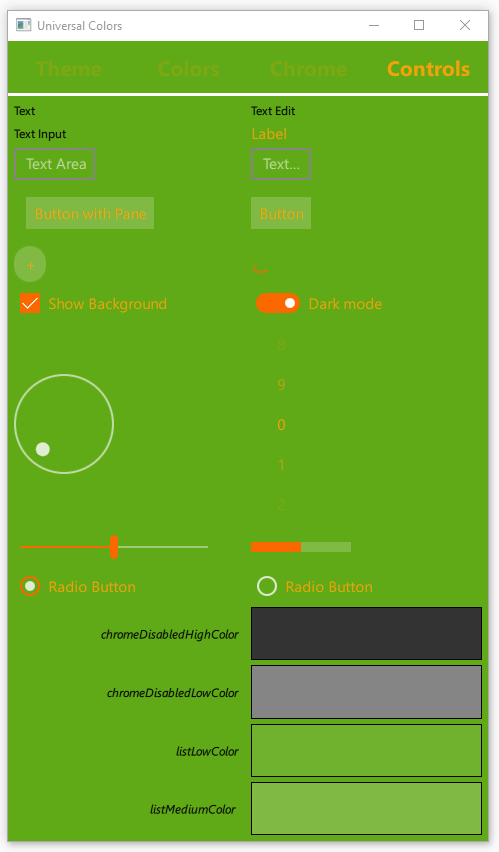 Universal Colors
Theme Colors Chrome Controls
Text Text Edit
Text Input Label
Text Area Text...
Button with Pane Button
+
Show Background Dark mode
8
9
0
1
2
Radio Button Radio Button
chromeDisabledHighColor
chromeDisabledLowColor
listLowColor
listMediumColor